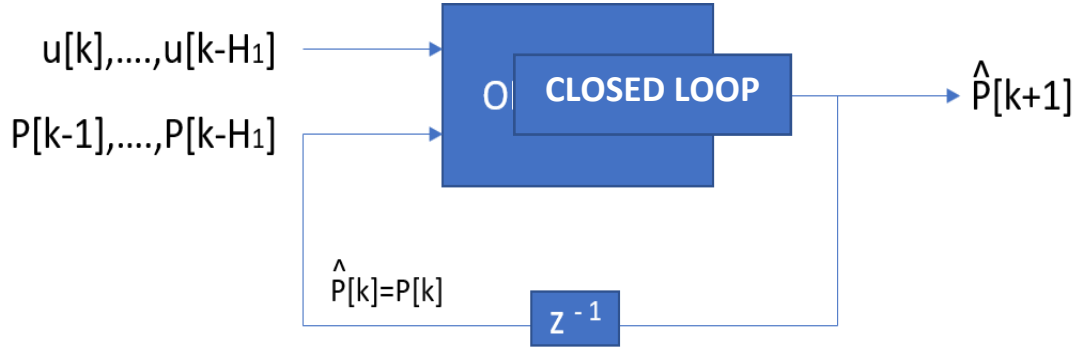 u[k],....,u[k-H₁]
O
CLOSED LOOP
P̂[k+1]
P[k-1],....,P[k-H₁]
P̂[k]=P[k]
z⁻¹